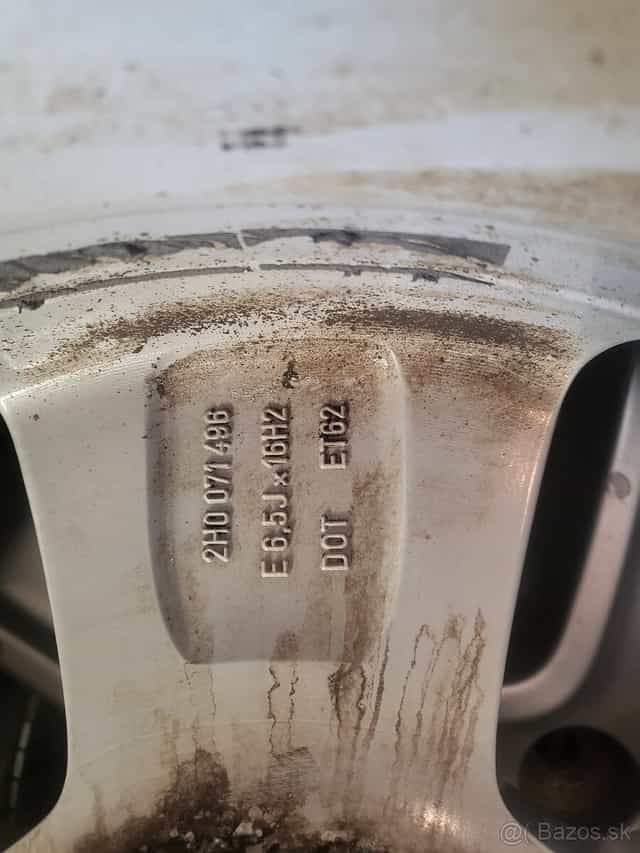 2H0 071 496
E 6,5J x 16H2
DOT ET62
Bazos.sk